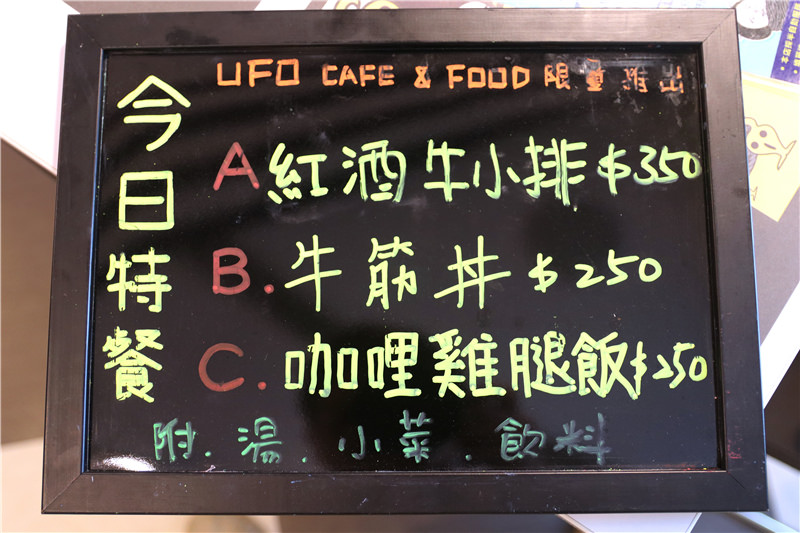 UFO CAFE & FOOD 限量推出
今日特餐
A 紅酒牛小排 $350
B. 牛筋丼 $250
C. 咖哩雞腿飯 $250
附.湯.小菜.飲料